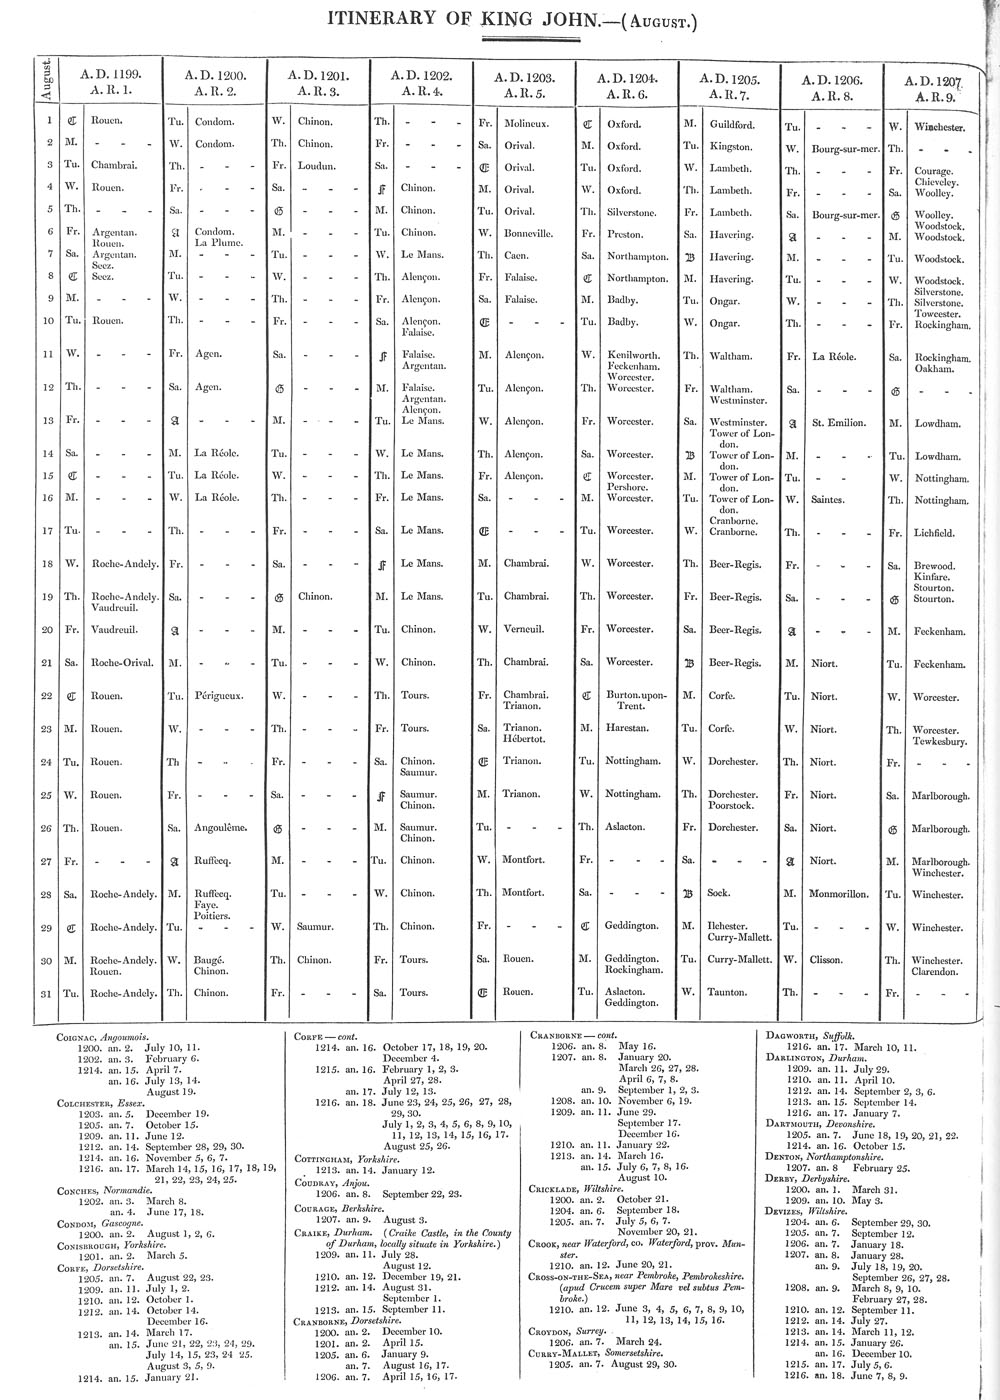 ITINERARY OF KING JOHN.—(August.)
August. A.D. 1199. A.D. 1200. A.D. 1201. A.D. 1202. A.D. 1203. A.D. 1204. A.D. 1205. A.D. 1206. A.D. 1207.
A.R. 1. A.R. 2. A.R. 3. A.R. 4. A.R. 5. A.R. 6. A.R. 7. A.R. 8. A.R. 9.
1 C Rouen. Tu. Condom. W. Chinon. Th. - - - Fr. Molineux. C Oxford. M. Guildford. Tu. - - - W. Winchester.
2 M. - - - W. Condom. Th. Chinon. Fr. - - - Sa. Orival. M. Oxford. Tu. Kingston. W. Bourg-sur-mer. Th. - - -
3 Tu. Chambrai. Th. - - - Fr. Loudun. Sa. - - - E Orival. Tu. Oxford. W. Lambeth. Th. - - - Fr. Courage.
Chieveley.
4 W. Rouen. Fr. - - - Sa. - - - F Chinon. M. Orival. W. Oxford. Th. Lambeth. Fr. - - - Sa. Woolley.
5 Th. - - - Sa. - - - G - - - M. Chinon. Tu. Orival. Th. Silverstone. Fr. Lambeth. Sa. Bourg-sur-mer. G Woolley.
Woodstock.
6 Fr. Argentan. A Condom. M. - - - Tu. Chinon. W. Bonneville. Fr. Preston. Sa. Havering. A - - - M. Woodstock.
Rouen. La Plume.
7 Sa. Argentan. M. - - - Tu. - - - W. Le Mans. Th. Caen. Sa. Northampton. B Havering. M. - - - Tu. Woodstock.
Seez.
8 C Seez. Tu. - - - W. - - - Th. Alençon. Fr. Falaise. C Northampton. M. Havering. Tu. - - - W. Woodstock.
Silverstone.
9 M. - - - W. - - - Th. - - - Fr. Alençon. Sa. Falaise. M. Badby. Tu. Ongar. W. - - - Th. Silverstone.
Towcester.
10 Tu. Rouen. Th. - - - Fr. - - - Sa. Alençon. E - - - Tu. Badby. W. Ongar. Th. - - - Fr. Rockingham.
Falaise.
11 W. - - - Fr. Agen. Sa. - - - F Falaise. M. Alençon. W. Kenilworth. Th. Waltham. Fr. La Réole. Sa. Rockingham.
Argentan. Feckenham. Oakham.
Worcester.
12 Th. - - - Sa. Agen. G - - - M. Falaise. Tu. Alençon. Th. Worcester. Fr. Waltham. Sa. - - - G - - -
Argentan. Westminster.
Alençon.
13 Fr. - - - A - - - M. - - - Tu. Le Mans. W. Alençon. Fr. Worcester. Sa. Westminster. A St. Emilion. M. Lowdham.
Tower of Lon-
don.
14 Sa. - - - M. La Réole. Tu. - - - W. Le Mans. Th. Alençon. Sa. Worcester. B Tower of Lon- M. - - - Tu. Lowdham.
don.
15 C - - - Tu. La Réole. W. - - - Th. Le Mans. Fr. Alençon. C Worcester. M. Tower of Lon- Tu. - - W. Nottingham.
Pershore. don.
16 M. - - - W. La Réole. Th. - - - Fr. Le Mans. Sa. - - - M. Worcester. Tu. Tower of Lon- W. Saintes. Th. Nottingham.
don.
Cranborne.
17 Tu. - - - Th. - - - Fr. - - - Sa. Le Mans. E - - - Tu. Worcester. W. Cranborne. Th. - - - Fr. Lichfield.
18 W. Roche-Andely. Fr. - - - Sa. - - - F Le Mans. M. Chambrai. W. Worcester. Th. Beer-Regis. Fr. - - - Sa. Brewood.
Kinfare.
Stourton.
19 Th. Roche-Andely. Sa. - - - G Chinon. M. Le Mans. Tu. Chambrai. Th. Worcester. Fr. Beer-Regis. Sa. - - - G Stourton.
Vaudreuil.
20 Fr. Vaudreuil. A - - - M. - - - Tu. Chinon. W. Verneuil. Fr. Worcester. Sa. Beer-Regis. A - - - M. Feckenham.
21 Sa. Roche-Orival. M. - - - Tu. - - - W. Chinon. Th. Chambrai. Sa. Worcester. B Beer-Regis. M. Niort. Tu. Feckenham.
22 C Rouen. Tu. Périgueux. W. - - - Th. Tours. Fr. Chambrai. C Burton-upon- M. Corfe. Tu. Niort. W. Worcester.
Trianon. Trent.
23 M. Rouen. W. - - - Th. - - - Fr. Tours. Sa. Trianon. M. Harestan. Tu. Corfe. W. Niort. Th. Worcester.
Hébertot. Tewkesbury.
24 Tu. Rouen. Th - - - Fr. - - - Sa. Chinon. E Trianon. Tu. Nottingham. W. Dorchester. Th. Niort. Fr. - - -
Saumur.
25 W. Rouen. Fr. - - - Sa. - - - F Saumur. M. Trianon. W. Nottingham. Th. Dorchester. Fr. Niort. Sa. Marlborough.
Chinon. Poorstock.
26 Th. Rouen. Sa. Angoulême. G - - - M. Saumur. Tu. - - - Th. Aslacton. Fr. Dorchester. Sa. Niort. G Marlborough.
Chinon.
27 Fr. - - - A Ruffecq. M. - - - Tu. Chinon. W. Montfort. Fr. - - - Sa. - - - A Niort. M. Marlborough.
Winchester.
28 Sa. Roche-Andely. M. Ruffecq. Tu. - - - W. Chinon. Th. Montfort. Sa. - - - B Sock. M. Monmorillon. Tu. Winchester.
Faye.
Poitiers.
29 C Roche-Andely. Tu. - - - W. Saumur. Th. Chinon. Fr. - - - C Geddington. M. Ilchester. Tu. - - - W. Winchester.
Curry-Mallett.
30 M. Roche-Andely. W. Baugé. Th. Chinon. Fr. Tours. Sa. Rouen. M. Geddington. Tu. Curry-Mallett. W. Clisson. Th. Winchester.
Rouen. Chinon. Rockingham. Clarendon.
31 Tu. Roche-Andely. Th. Chinon. Fr. - - - Sa. Tours. E Rouen. Tu. Aslacton. W. Taunton. Th. - - - Fr. - - -
Geddington.
Coignac, Angoumois.
1200. an. 2. July 10, 11.
1202. an. 3. February 6.
1214. an. 15. April 7.
an. 16. July 13, 14.
August 19.
Colchester, Essex.
1203. an. 5. December 19.
1205. an. 7. October 15.
1209. an. 11. June 12.
1212. an. 14. September 28, 29, 30.
1214. an. 16. November 5, 6, 7.
1216. an. 17. March 14, 15, 16, 17, 18, 19,
21, 22, 23, 24, 25.
Conches, Normandie.
1202. an. 3. March 8.
an. 4. June 17, 18.
Condom, Gascogne.
1200. an. 2. August 1, 2, 6.
Conisbrough, Yorkshire.
1201. an. 2. March 5.
Corfe, Dorsetshire.
1205. an. 7. August 22, 23.
1209. an. 11. July 1, 2.
1210. an. 12. October 1.
1212. an. 14. October 14.
December 16.
1213. an. 14. March 17.
an. 15. June 21, 22, 23, 24, 29.
July 14, 15, 23, 24 25.
August 3, 5, 9.
1214. an. 15. January 21.
Corfe—cont.
1214. an. 16. October 17, 18, 19, 20.
December 4.
1215. an. 16. February 1, 2, 3.
April 27, 28.
an. 17. July 12, 13.
1216. an. 18. June 23, 24, 25, 26, 27, 28,
29, 30.
July 1, 2, 3, 4, 5, 6, 8, 9, 10,
11, 12, 13, 14, 15, 16, 17.
August 25, 26.
Cottingham, Yorkshire.
1213. an. 14. January 12.
Coudray, Anjou.
1206. an. 8. September 22, 23.
Courage, Berkshire.
1207. an. 9. August 3.
Craike, Durham. (Craike Castle, in the County
of Durham, locally situate in Yorkshire.)
1209. an. 11. July 28.
August 12.
1210. an. 12. December 19, 21.
1212. an. 14. August 31.
September 1.
1213. an. 15. September 11.
Cranborne, Dorsetshire.
1200. an. 2. December 10.
1201. an. 2. April 15.
1205. an. 6. January 9.
an. 7. August 16, 17.
1206. an. 7. April 15, 16, 17.
Cranborne—cont.
1206. an. 8. May 16.
1207. an. 8. January 20.
March 26, 27, 28.
April 6, 7, 8.
an. 9. September 1, 2, 3.
1208. an. 10. November 6, 19.
1209. an. 11. June 29.
September 17.
December 16.
1210. an. 11. January 22.
1213. an. 14. March 16.
an. 15. July 6, 7, 8, 16.
August 10.
Cricklade, Wiltshire.
1200. an. 2. October 21.
1204. an. 6. September 18.
1205. an. 7. July 5, 6, 7.
November 20, 21.
Crook, near Waterford, co. Waterford, prov. Mun-
ster.
1210. an. 12. June 20, 21.
Cross-on-the-Sea, near Pembroke, Pembrokeshire.
(apud Crucem super Mare vel subtus Pem-
broke.)
1210. an. 12. June 3, 4, 5, 6, 7, 8, 9, 10,
11, 12, 13, 14, 15, 16.
Croydon, Surrey.
1206. an. 7. March 24.
Curry-Mallet, Somersetshire.
1205. an. 7. August 29, 30.
Dagworth, Suffolk.
1216. an. 17. March 10, 11.
Darlington, Durham.
1209. an. 11. July 29.
1210. an. 11. April 10.
1212. an. 14. September 2, 3, 6.
1213. an. 15. September 14.
1216. an. 17. January 7.
Dartmouth, Devonshire.
1205. an. 7. June 18, 19, 20, 21, 22.
1214. an. 16. October 15.
Denton, Northamptonshire.
1207. an. 8 February 25.
Derby, Derbyshire.
1200. an. 1. March 31.
1209. an. 10. May 3.
Devizes, Wiltshire.
1204. an. 6. September 29, 30.
1205. an. 7. September 12.
1206. an. 7. January 18.
1207. an. 8. January 28.
an. 9. July 18, 19, 20.
September 26, 27, 28.
1208. an. 9. March 8, 9, 10.
February 27, 28.
1210. an. 12. September 11.
1212. an. 14. July 27.
1213. an. 14. March 11, 12.
1214. an. 15. January 26.
an. 16. December 10.
1215. an. 17. July 5, 6.
1216. an. 18. June 7, 8, 9.